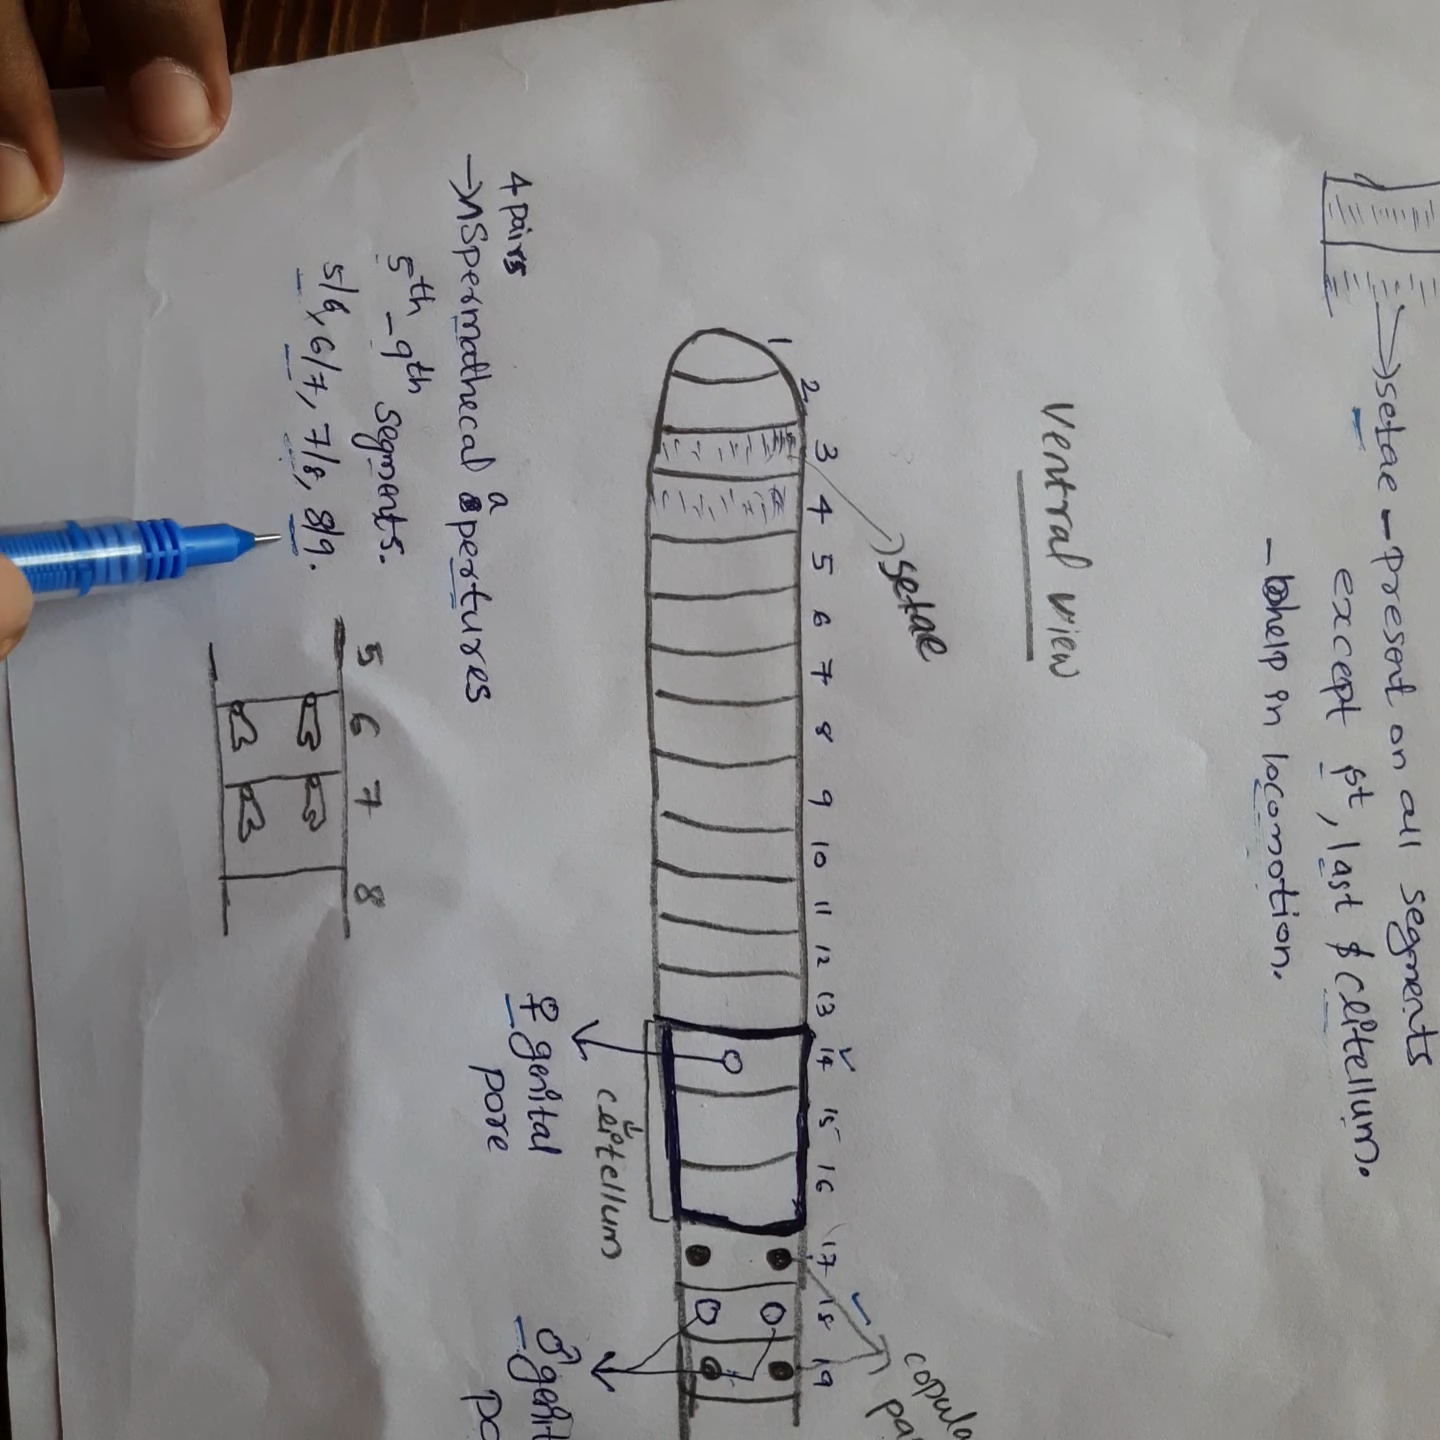 →setae - present on all segments
except 1st, last & clitellum.
- help in locomotion.
Ventral view
→setae
1 2 3 4 5 6 7 8 9 10 11 12 13 14 15 16 17 18 19
4 pairs
→Spermathecal apertures
5th - 9th segments.
5/6, 6/7, 7/8, 8/9.
5 6 7 8
clitellum
♀ genital
pore
♂